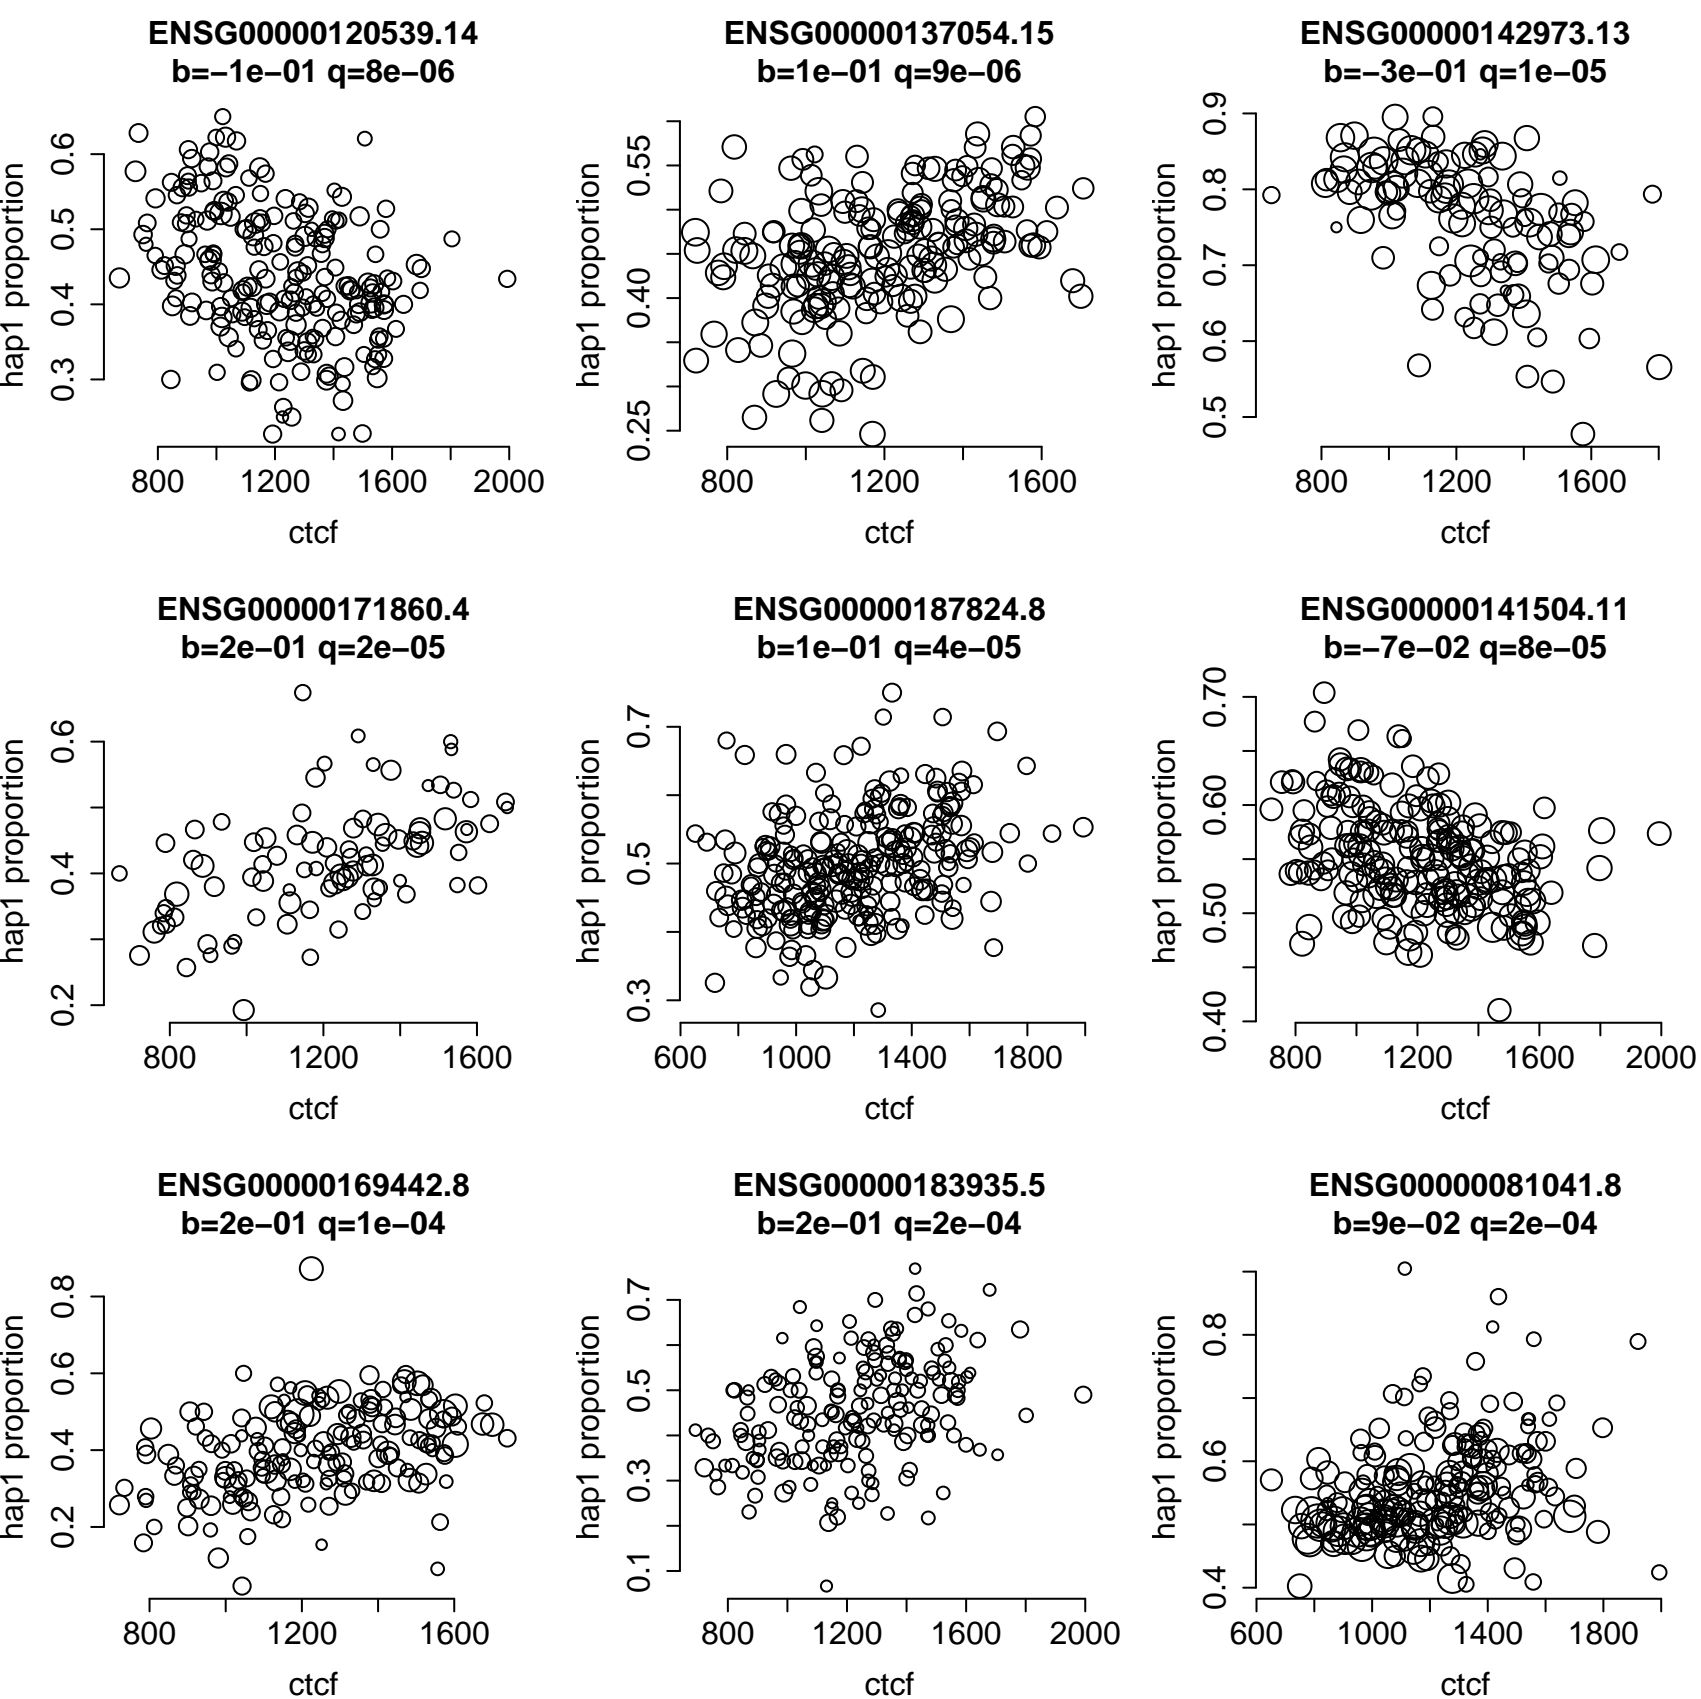 ENSG00000120539.14
b=−1e−01 q=8e−06
hap1 proportion
0.3 0.4 0.5 0.6
800 1200 1600 2000
ctcf
ENSG00000137054.15
b=1e−01 q=9e−06
hap1 proportion
0.25 0.40 0.55
800 1200 1600
ctcf
ENSG00000142973.13
b=−3e−01 q=1e−05
hap1 proportion
0.5 0.6 0.7 0.8 0.9
800 1200 1600
ctcf
ENSG00000171860.4
b=2e−01 q=2e−05
hap1 proportion
0.2 0.4 0.6
800 1200 1600
ctcf
ENSG00000187824.8
b=1e−01 q=4e−05
hap1 proportion
0.3 0.5 0.7
600 1000 1400 1800
ctcf
ENSG00000141504.11
b=−7e−02 q=8e−05
hap1 proportion
0.40 0.50 0.60 0.70
800 1200 1600 2000
ctcf
ENSG00000169442.8
b=2e−01 q=1e−04
hap1 proportion
0.2 0.4 0.6 0.8
800 1200 1600
ctcf
ENSG00000183935.5
b=2e−01 q=2e−04
hap1 proportion
0.1 0.3 0.5 0.7
800 1200 1600 2000
ctcf
ENSG00000081041.8
b=9e−02 q=2e−04
hap1 proportion
0.4 0.6 0.8
600 1000 1400 1800
ctcf